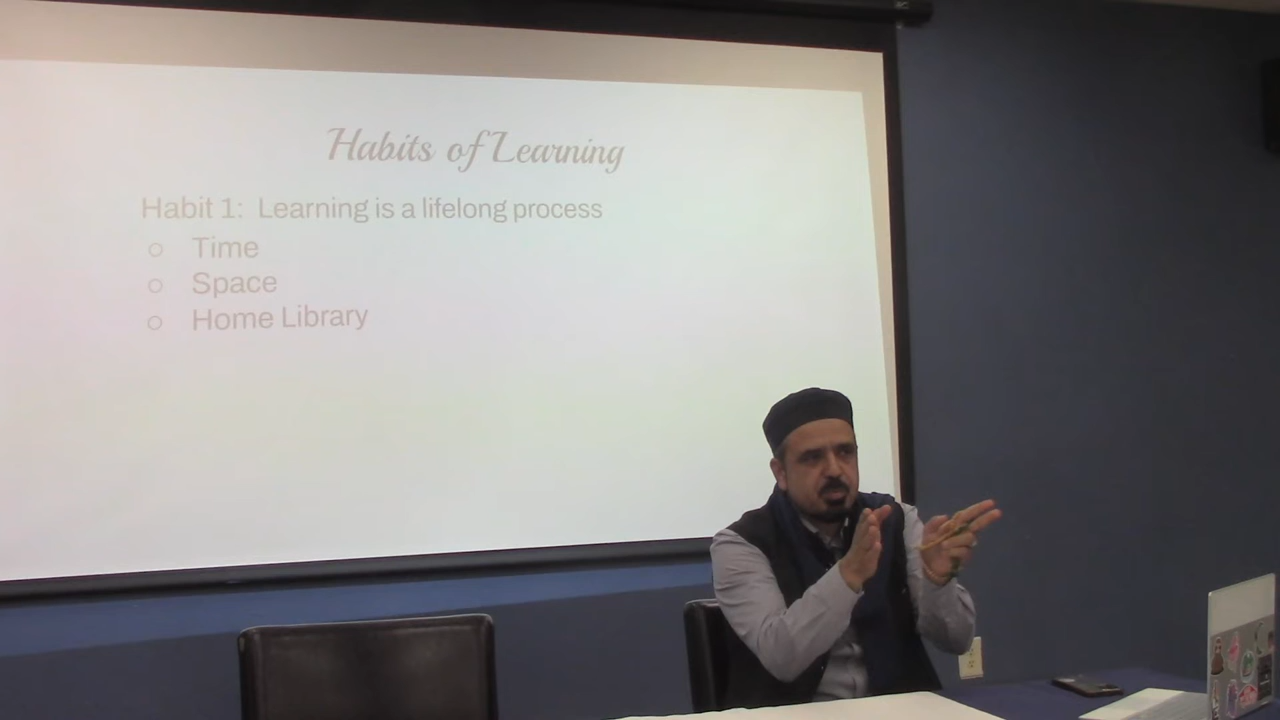 Habits of Learning
Habit 1: Learning is a lifelong process
○ Time
○ Space
○ Home Library